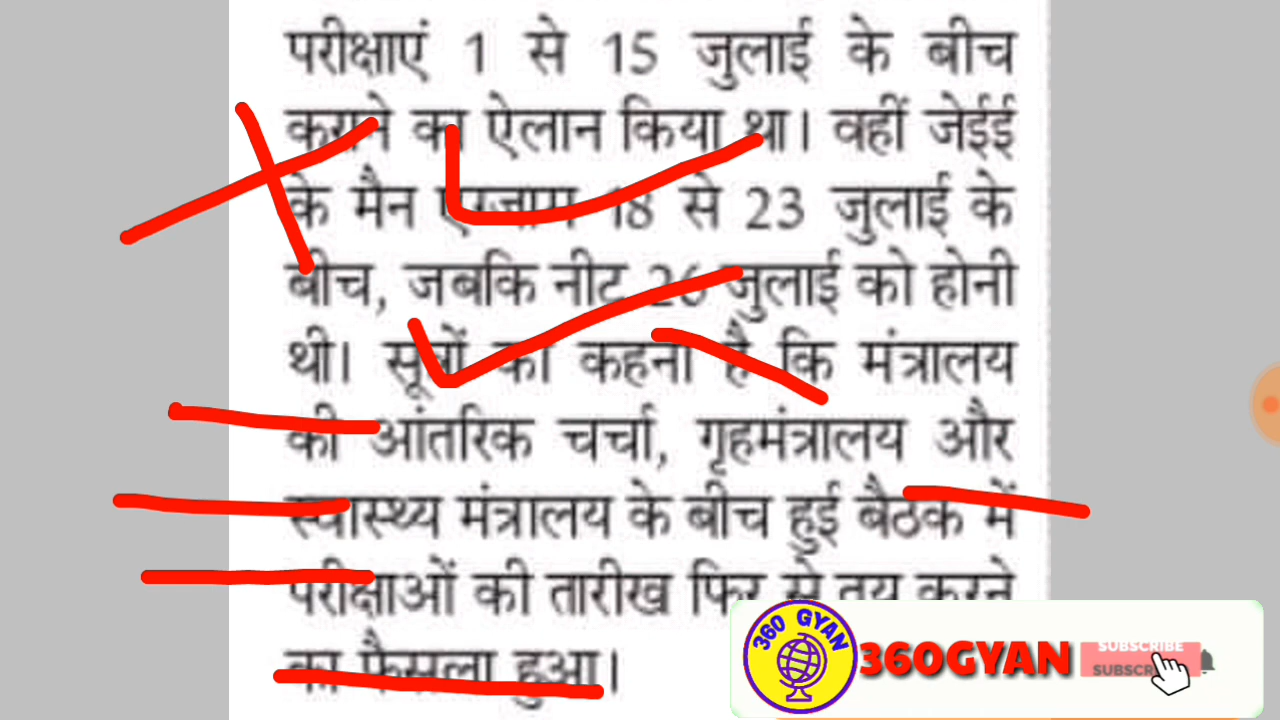 परीक्षाएं 1 से 15 जुलाई के बीच
कराने का ऐलान किया था। वहीं जेईई
के मैन एग्जाम 18 से 23 जुलाई के
बीच, जबकि नीट 26 जुलाई को होनी
थी। सूत्रों का कहना है कि मंत्रालय
की आंतरिक चर्चा, गृहमंत्रालय और
स्वास्थ्य मंत्रालय के बीच हुई बैठक में
परीक्षाओं की तारीख फिर से तय करने
का फैसला हुआ।
360 GYAN
360GYAN
SUBSCRIBE